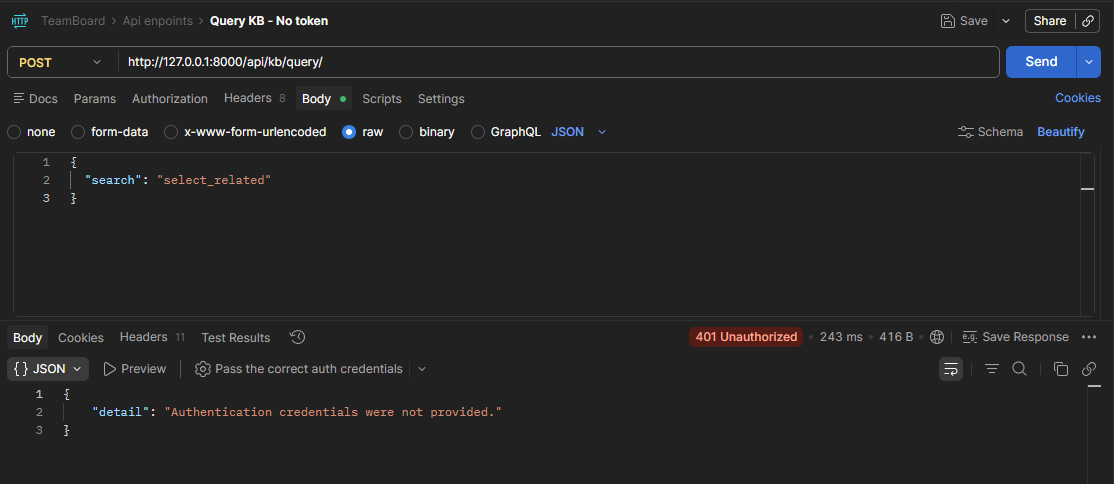 HTTP TeamBoard > Api enpoints > Query KB - No token Save Share
POST http://127.0.0.1:8000/api/kb/query/ Send
Docs Params Authorization Headers 8 Body Scripts Settings Cookies
none form-data x-www-form-urlencoded raw binary GraphQL JSON Schema Beautify
1 {
2 "search": "select_related"
3 }
Body Cookies Headers 11 Test Results 401 Unauthorized • 243 ms • 416 B • e.g. Save Response
{} JSON Preview Pass the correct auth credentials
1 {
2 "detail": "Authentication credentials were not provided."
3 }